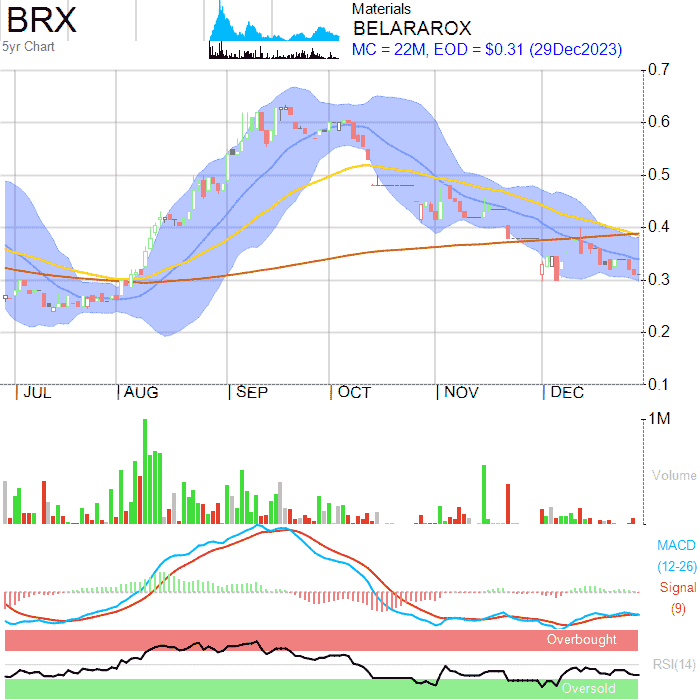 BRX
5yr Chart
Materials
BELARAROX
MC = 22M, EOD = $0.31 (29Dec2023)
0.7
0.6
0.5
0.4
0.3
0.2
0.1
JUL AUG SEP OCT NOV DEC
1M
Volume
MACD
(12-26)
Signal
(9)
Overbought
RSI(14)
Oversold